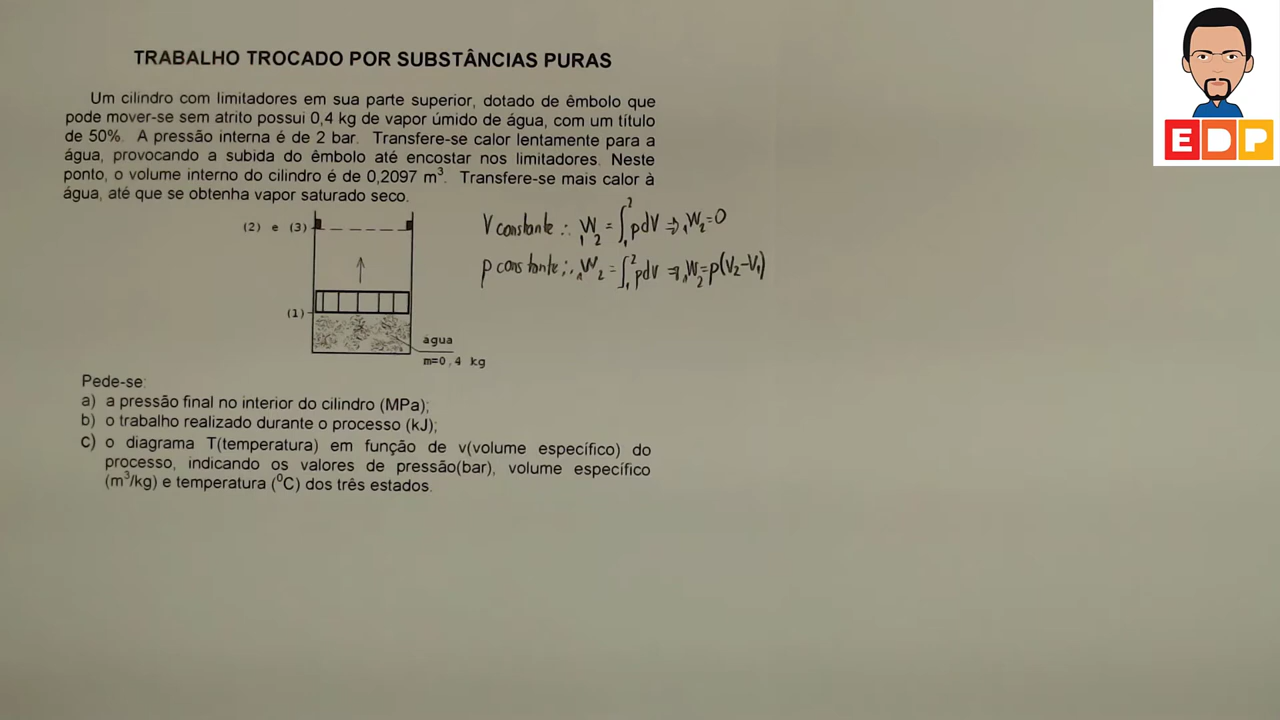 TRABALHO TROCADO POR SUBSTÂNCIAS PURAS
Um cilindro com limitadores em sua parte superior, dotado de êmbolo que
pode mover-se sem atrito possui 0,4 kg de vapor úmido de água, com um título
de 50%. A pressão interna é de 2 bar. Transfere-se calor lentamente para a
água, provocando a subida do êmbolo até encostar nos limitadores. Neste
ponto, o volume interno do cilindro é de 0,2097 m³. Transfere-se mais calor à
água, até que se obtenha vapor saturado seco.
(2) e (3)
V constante ∴ ₁W₂ = ∫₁² pdV ⇒ ₁W₂=0
p constante ∴ ₁W₂ = ∫₁² pdV ⇒ ₁W₂=p(V₂-V₁)
(1)
água
m=0,4 kg
Pede-se:
a) a pressão final no interior do cilindro (MPa);
b) o trabalho realizado durante o processo (kJ);
c) o diagrama T(temperatura) em função de v(volume específico) do
processo, indicando os valores de pressão(bar), volume específico
(m³/kg) e temperatura (⁰C) dos três estados.
EDP